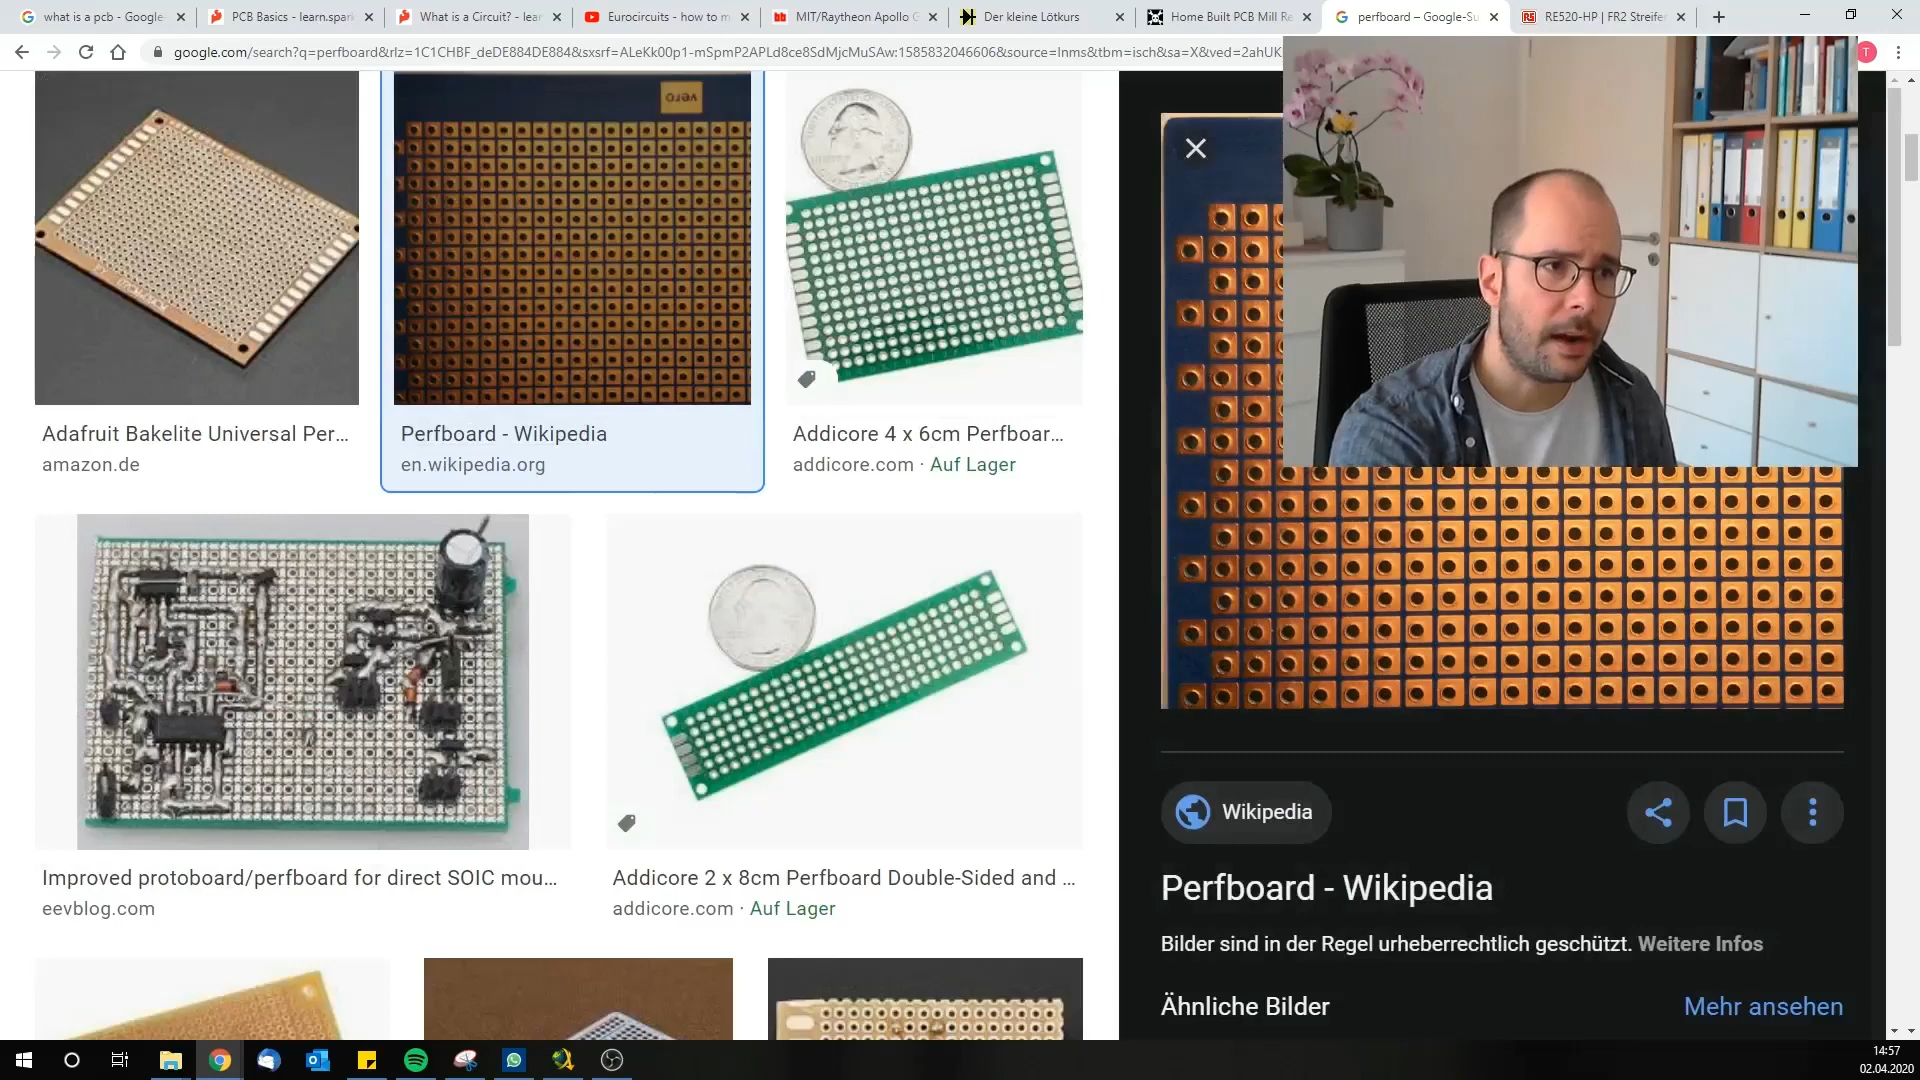 what is a pcb - Google-
PCB Basics - learn.spark
What is a Circuit? - lear
Eurocircuits - how to m
MIT/Raytheon Apollo G
Der kleine Lötkurs
Home Built PCB Mill Re
perfboard – Google-Su
RE520-HP | FR2 Streifer
google.com/search?q=perfboard&rlz=1C1CHBF_deDE884DE884&sxsrf=ALeKk00p1-mSpmP2APLd8ce8SdMjcMuSAw:1585832046606&source=lnms&tbm=isch&sa=X&ved=2ahUK
T
vero
Adafruit Bakelite Universal Per...
amazon.de
Perfboard - Wikipedia
en.wikipedia.org
Addicore 4 x 6cm Perfboar...
addicore.com · Auf Lager
Improved protoboard/perfboard for direct SOIC mou...
eevblog.com
Addicore 2 x 8cm Perfboard Double-Sided and ...
addicore.com · Auf Lager
Wikipedia
Perfboard - Wikipedia
Bilder sind in der Regel urheberrechtlich geschützt. Weitere Infos
Ähnliche Bilder
Mehr ansehen
14:57
02.04.2020